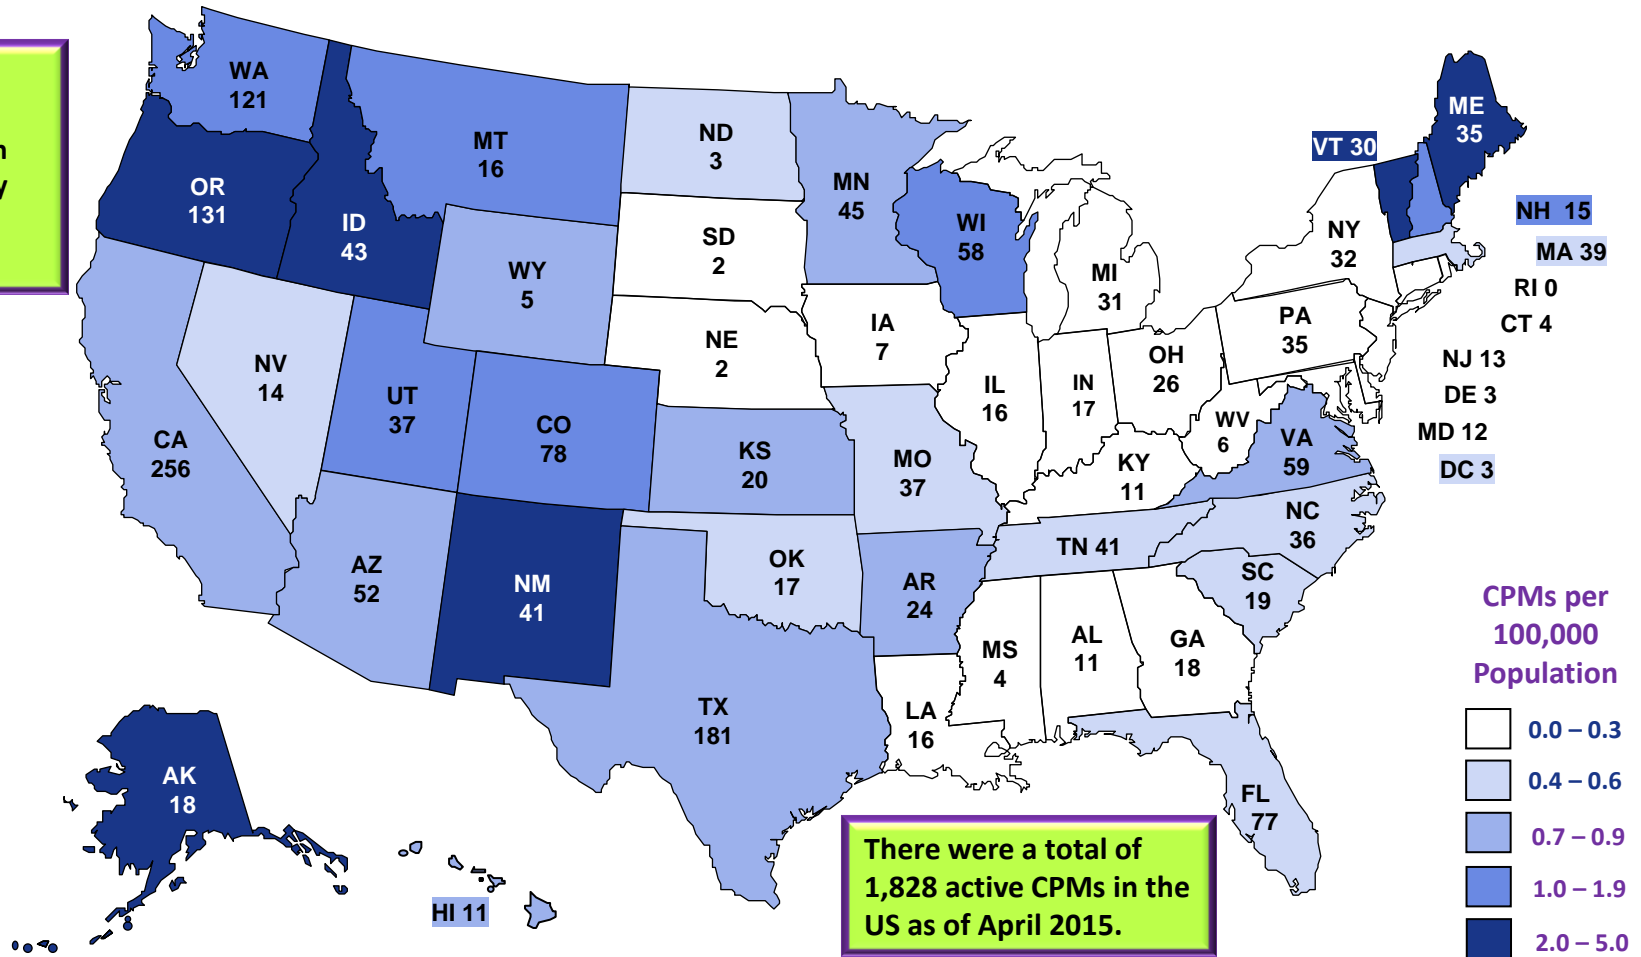 n
y
WA
121
MT
16
ND
3
MN
45
ME
35
VT 30
OR
131
ID
43
SD
2
WI
58
NY
32
NH 15
MA 39
WY
5
MI
31
RI 0
CT 4
IA
7
PA
35
NE
2
NV
14
OH
26
NJ 13
UT
37
IL
16
IN
17
DE 3
CO
78
CA
256
WV
6
MD 12
KS
20
MO
37
KY
11
VA
59
DC 3
NC
36
TN 41
AZ
52
NM
41
OK
17
AR
24
SC
19
MS
4
AL
11
GA
18
TX
181
LA
16
AK
18
FL
77
HI 11
There were a total of
1,828 active CPMs in the
US as of April 2015.
CPMs per
100,000
Population
0.0 – 0.3
0.4 – 0.6
0.7 – 0.9
1.0 – 1.9
2.0 – 5.0